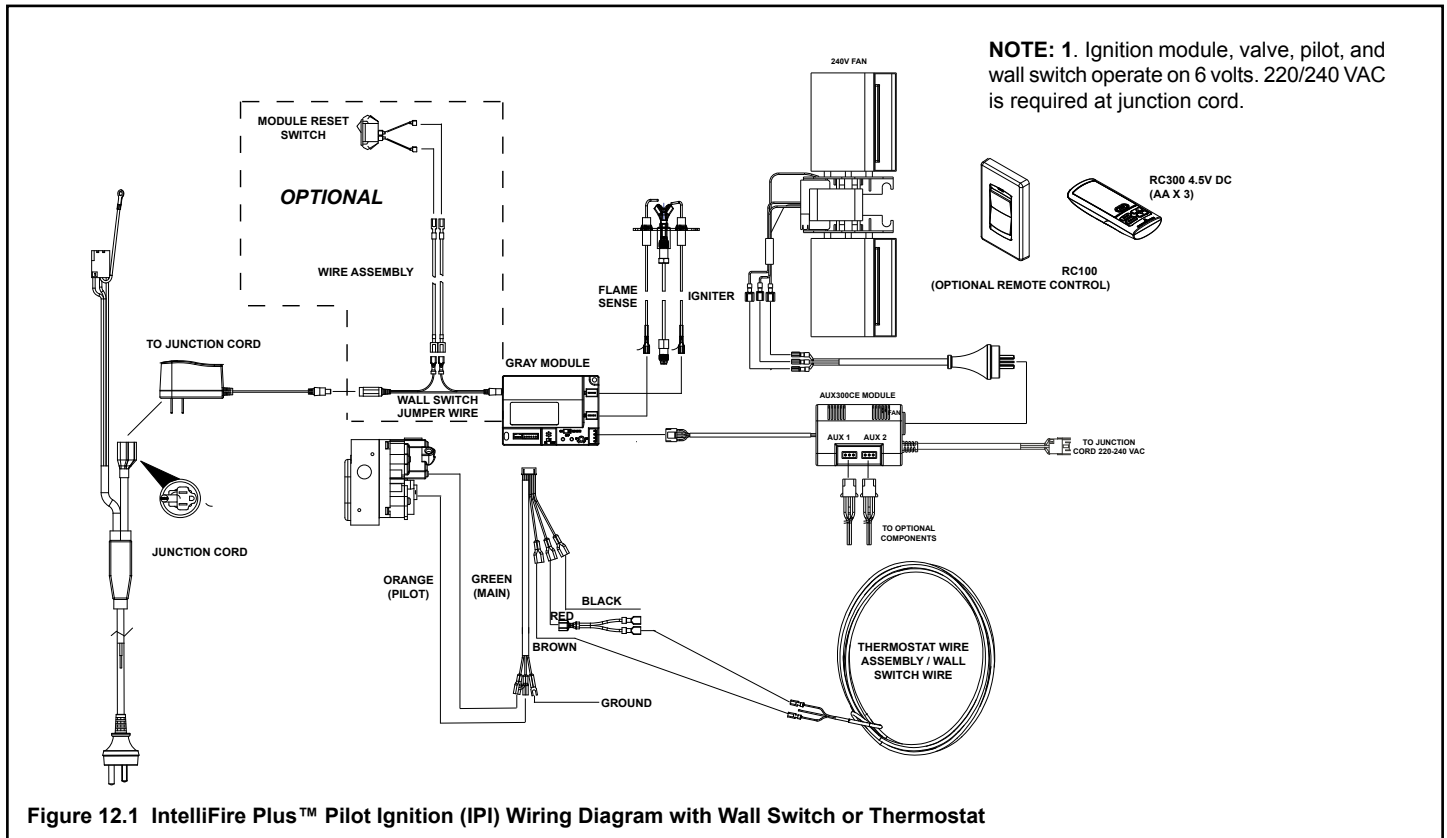 NOTE: 1. Ignition module, valve, pilot, and
wall switch operate on 6 volts. 220/240 VAC
is required at junction cord.
240V FAN
MODULE RESET
SWITCH
OPTIONAL
RC300 4.5V DC
(AA X 3)
WIRE ASSEMBLY
RC100
(OPTIONAL REMOTE CONTROL)
FLAME
SENSE
IGNITER
TO JUNCTION CORD
GRAY MODULE
WALL SWITCH
JUMPER WIRE
AUX300CE MODULE
FAN
AUX 1
AUX 2
TO JUNCTION
CORD 220-240 VAC
TO OPTIONAL
COMPONENTS
JUNCTION CORD
ORANGE
(PILOT)
GREEN
(MAIN)
BLACK
RED
BROWN
THERMOSTAT WIRE
ASSEMBLY / WALL
SWITCH WIRE
GROUND
Figure 12.1 IntelliFire Plus™ Pilot Ignition (IPI) Wiring Diagram with Wall Switch or Thermostat